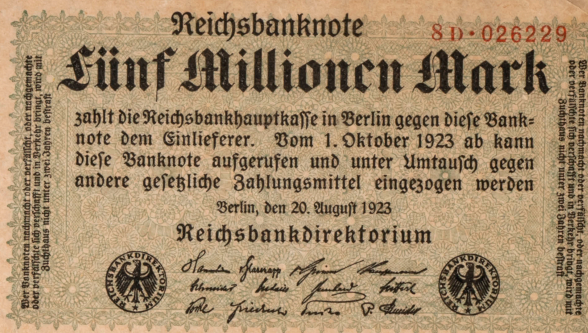 Reichsbanknote
8D·026229
Fünf Millionen Mark
zahlt die Reichsbankhauptkasse in Berlin gegen diese Bank=
note dem Einlieferer. Vom 1. Oktober 1923 ab kann
diese Banknote aufgerufen und unter Umtausch gegen
andere gesetzliche Zahlungsmittel eingezogen werden
Berlin, den 20. August 1923
Reichsbankdirektorium
REICHSBANKDIREKTORIUM
REICHSBANKDIREKTORIUM
Wer Banknoten nachmacht oder verfälscht, oder nachgemachte
oder verfälschte sich verschafft und in Verkehr bringt, wird mit
Zuchthaus nicht unter zwei Jahren bestraft
Wer Banknoten nachmacht oder verfälscht, oder nachgemachte
oder verfälschte sich verschafft und in Verkehr bringt, wird mit
Zuchthaus nicht unter zwei Jahren bestraft